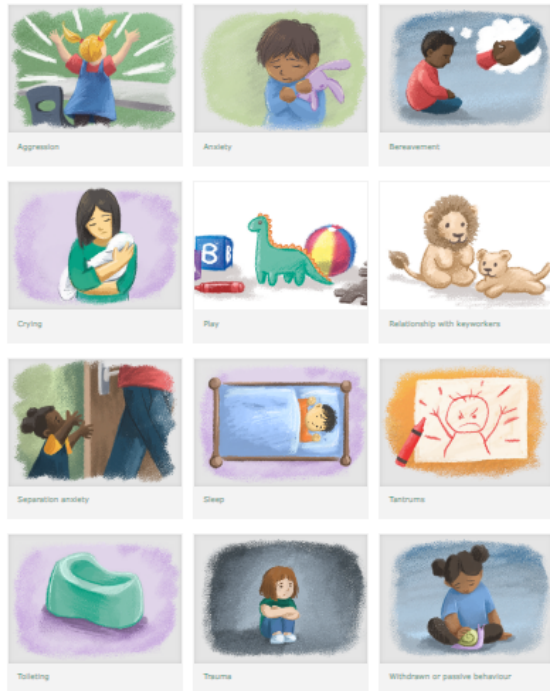 Aggression
Anxiety
Bereavement
B
Crying
Play
Relationship with keyworkers
Separation anxiety
Sleep
Tantrums
Toileting
Trauma
Withdrawn or passive behaviour